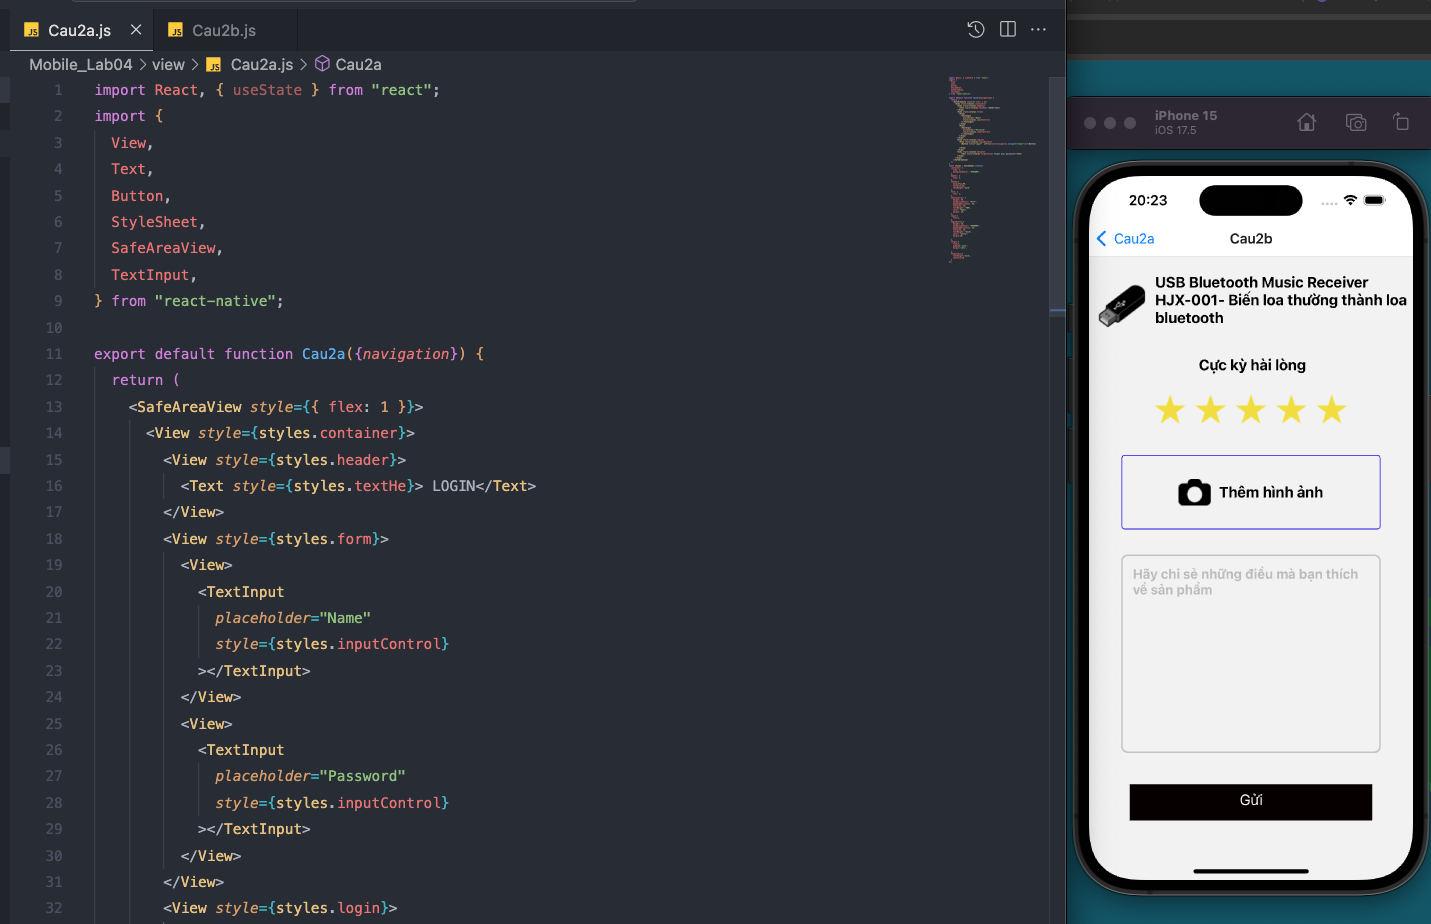 Cau2a.js
Cau2b.js
Mobile_Lab04 > view > JS Cau2a.js > Cau2a
1 import React, { useState } from "react";
2 import {
3 View,
4 Text,
5 Button,
6 StyleSheet,
7 SafeAreaView,
8 TextInput,
9 } from "react-native";
10
11 export default function Cau2a({navigation}) {
12 return (
13 <SafeAreaView style={{ flex: 1 }}>
14 <View style={styles.container}>
15 <View style={styles.header}>
16 <Text style={styles.textHe}> LOGIN</Text>
17 </View>
18 <View style={styles.form}>
19 <View>
20 <TextInput
21 placeholder="Name"
22 style={styles.inputControl}
23 ></TextInput>
24 </View>
25 <View>
26 <TextInput
27 placeholder="Password"
28 style={styles.inputControl}
29 ></TextInput>
30 </View>
31 </View>
32 <View style={styles.login}>
iPhone 15
iOS 17.5
20:23
Cau2a
Cau2b
USB Bluetooth Music Receiver
HJX-001- Biến loa thường thành loa
bluetooth
Cực kỳ hài lòng
Thêm hình ảnh
Hãy chi sẻ những điều mà bạn thích
về sản phẩm
Gửi